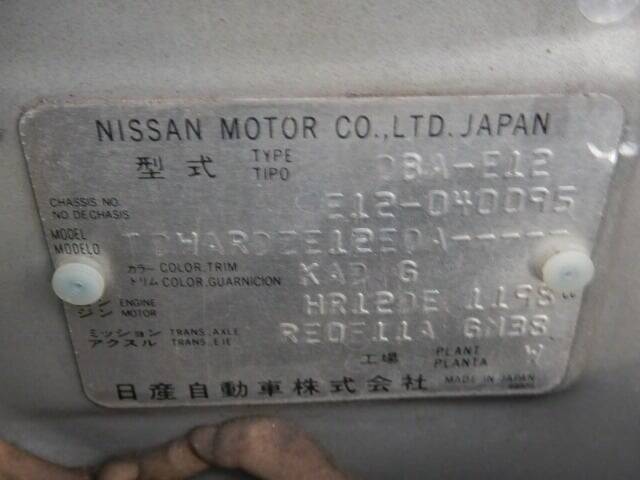 NISSAN MOTOR CO.,LTD. JAPAN
型式 TYPE TIPO DBA-E12
CHASSIS NO. NO. DE CHASIS E12-040095
MODEL MODELO E12EDA-----
カラー トリム COLOR, TRIM COLOR, GUARNICION KAD G
ジン ENGINE MOTOR HR12DE 1198
ミッション アクスル TRANS., AXLE TRANS., EJE RE0F11A GN38
工場 PLANT PLANTA W
日産自動車株式会社 MADE IN JAPAN